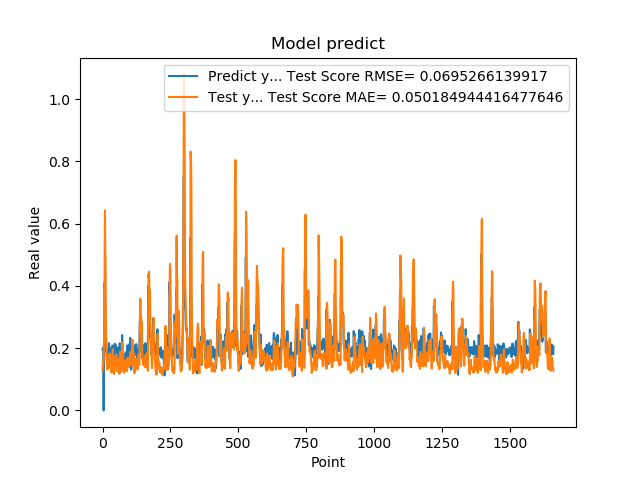 Model predict
Predict y... Test Score RMSE= 0.0695266139917
Test y... Test Score MAE= 0.050184944416477646
1.0
0.8
0.6
0.4
0.2
0.0
Real value
0 250 500 750 1000 1250 1500
Point